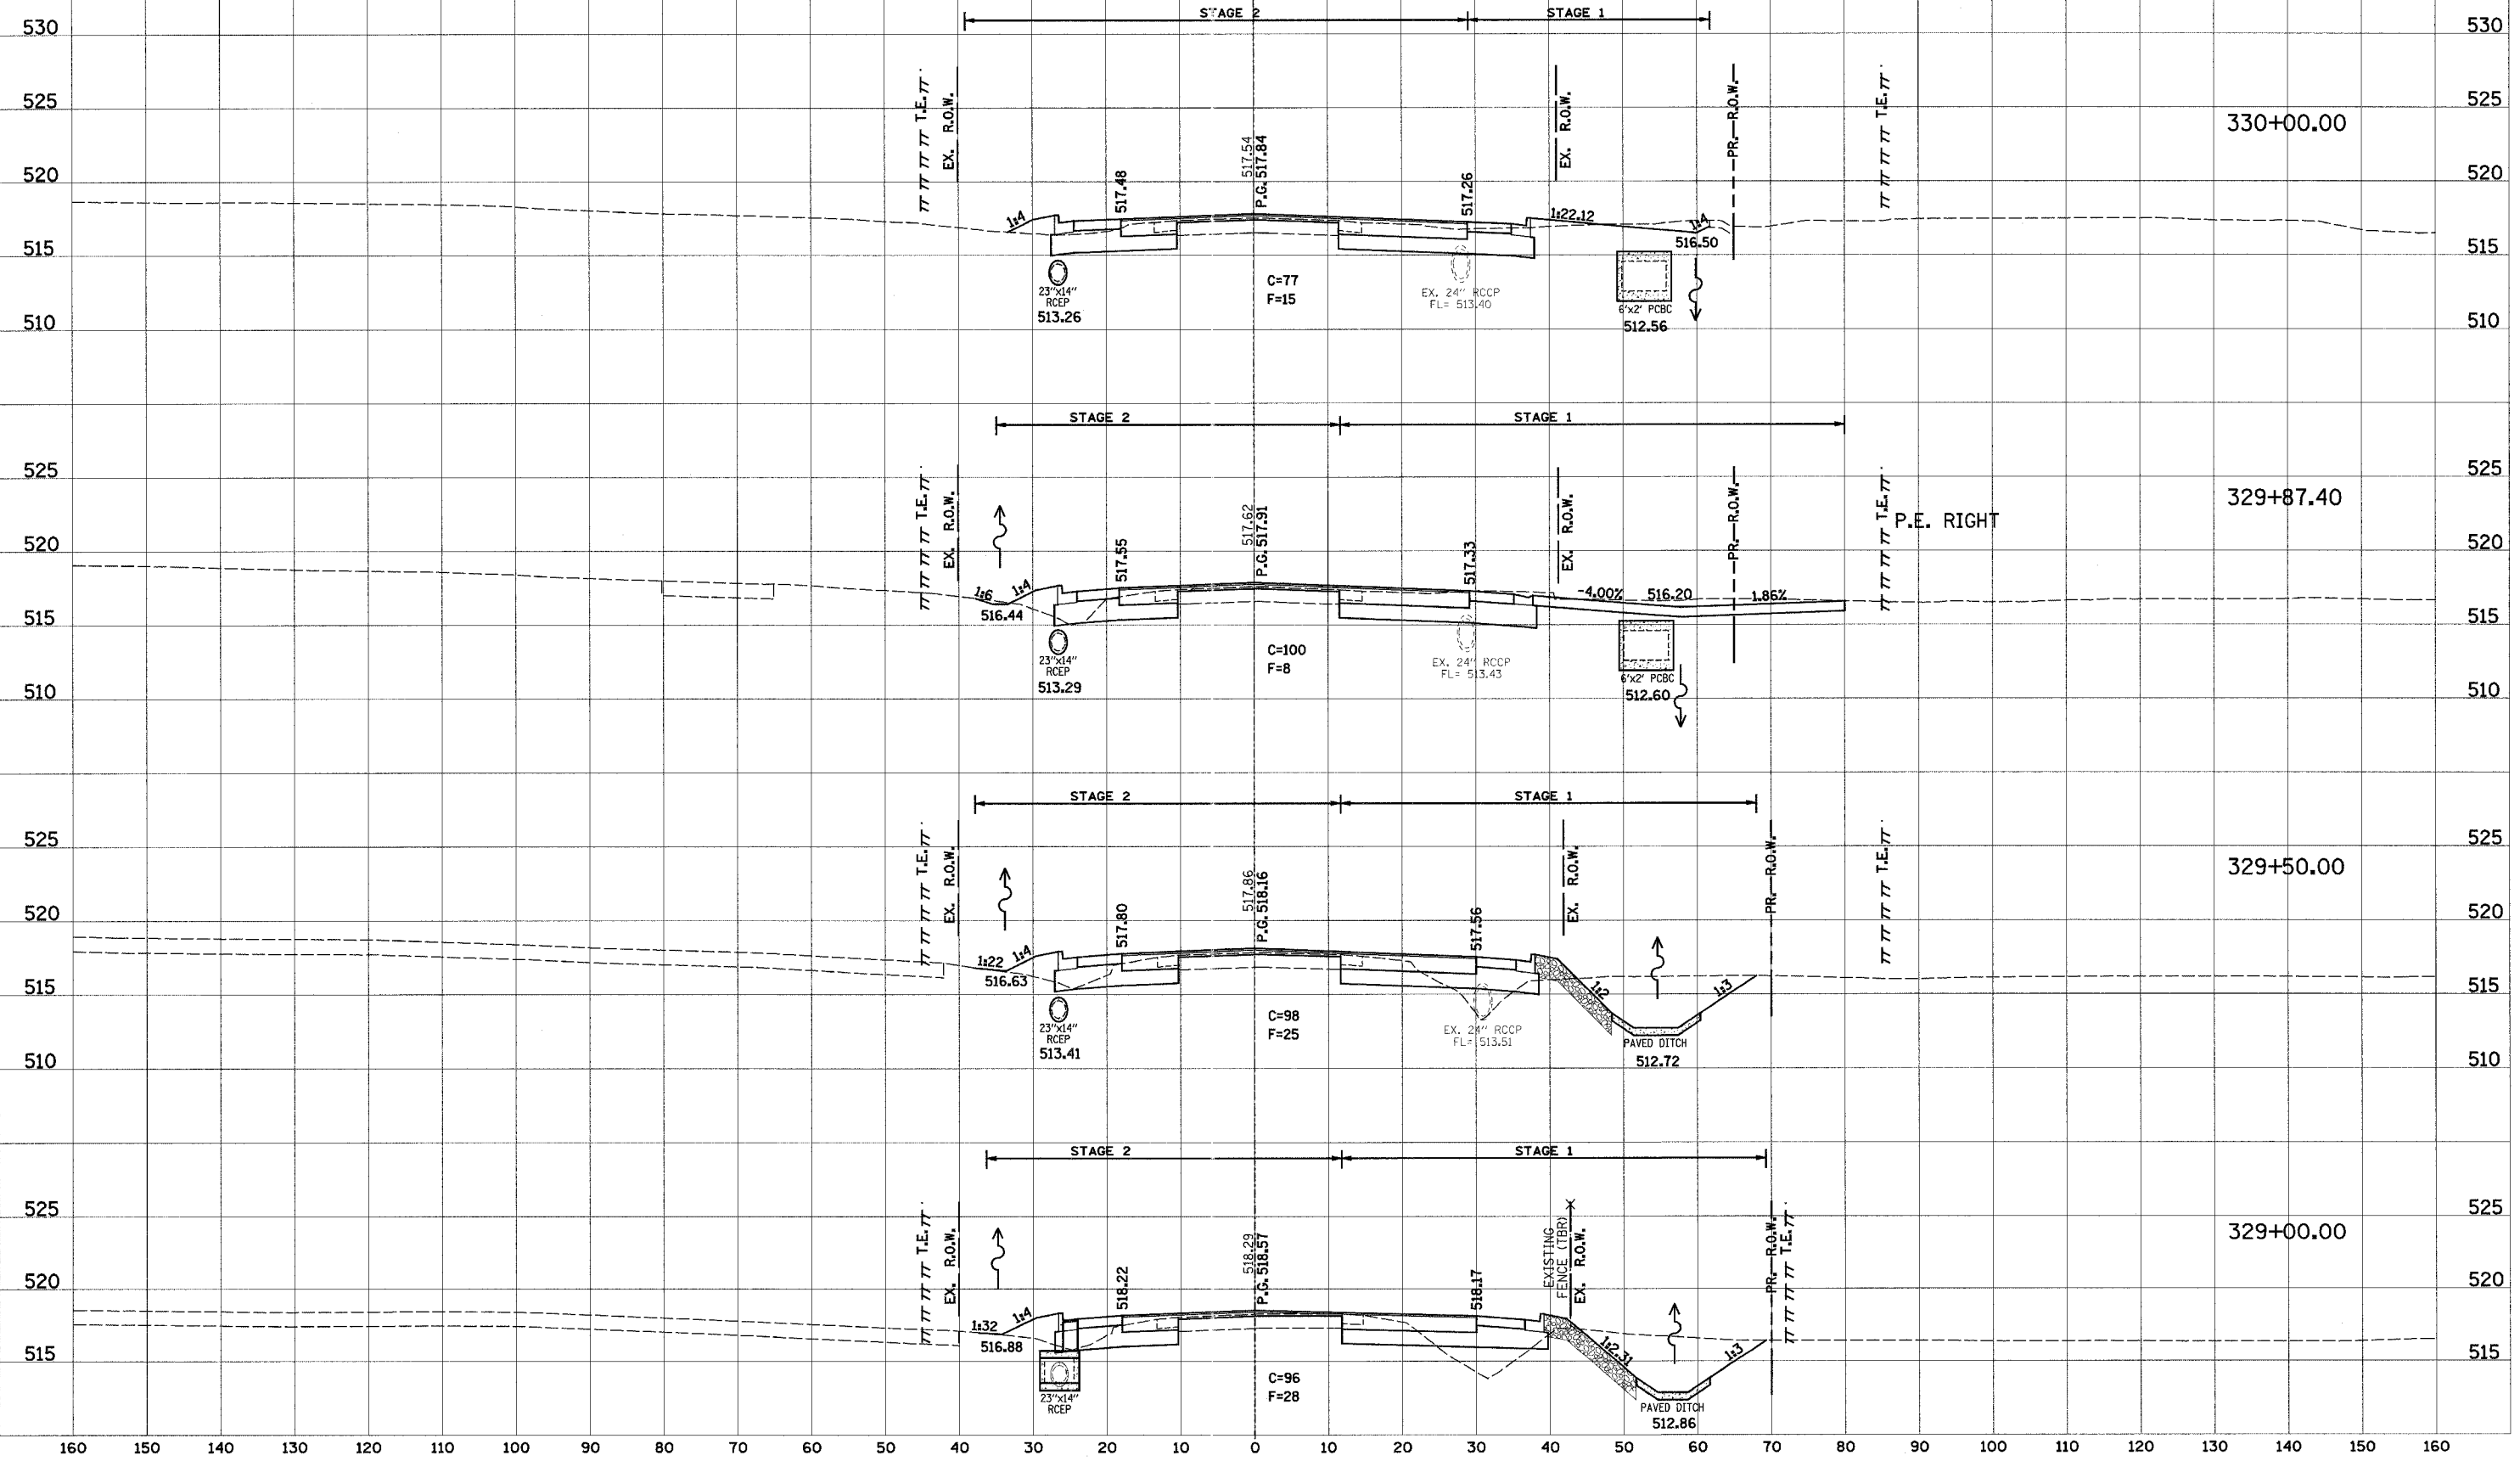 STAGE 2 STAGE 1
530 530
T.E. EX. R.O.W. EX. R.O.W. PR. R.O.W. T.E.
525 525
330+00.00
517.48 517.54 P.G. 517.84 517.26
520 520
1:4 1:22.12 1:4
516.50
515 515
23"x14" RCEP 513.26
C=77
F=15
EX. 24" RCCP
FL= 513.40
6'x2' PCBC
512.56
510 510
STAGE 2 STAGE 1
525 525
T.E. EX. R.O.W. EX. R.O.W. PR. R.O.W. T.E.
329+87.40
P.E. RIGHT
517.55 517.62 P.G. 517.91 517.33
520 520
1:6 1:4 -4.00% 516.20 1.86%
516.44
515 515
23"x14" RCEP 513.29
C=100
F=8
EX. 24" RCCP
FL= 513.43
6'x2' PCBC
512.60
510 510
STAGE 2 STAGE 1
525 525
T.E. EX. R.O.W. EX. R.O.W. PR. R.O.W. T.E.
329+50.00
517.80 517.86 P.G. 518.16 517.56
520 520
1:22 1:4 1:2 1:3
516.63
515 515
23"x14" RCEP 513.41
C=98
F=25
EX. 24" RCCP
FL= 513.51
PAVED DITCH
512.72
510 510
STAGE 2 STAGE 1
525 525
T.E. EX. R.O.W. EXISTING FENCE (TBR) EX. R.O.W. PR. R.O.W. T.E.
329+00.00
518.22 518.29 P.G. 518.57 518.17
520 520
1:32 1:4 1:2.31 1:3
516.88
515 515
23"x14" RCEP
C=96
F=28
PAVED DITCH
512.86
160 150 140 130 120 110 100 90 80 70 60 50 40 30 20 10 0 10 20 30 40 50 60 70 80 90 100 110 120 130 140 150 160